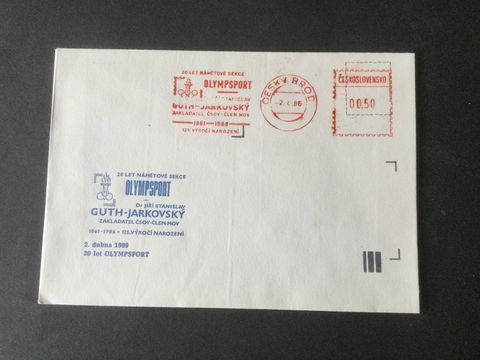 20 LET NÁMĚTOVÉ SEKCE
OLYMPSPORT
GUTH-JARKOVSKÝ
ZAKLADATEL ČSOV-ČLEN MOV
1861-1986
125. VÝROČÍ NAROZENÍ
ČESKÝ BROD
-2.4.86
ČESKOSLOVENSKO
00.50
20 LET NÁMĚTOVÉ SEKCE
OLYMPSPORT
Dr JIŘÍ STANISLAV
GUTH-JARKOVSKÝ
ZAKLADATEL ČSOV-ČLEN MOV
1861-1986 • 125. VÝROČÍ NAROZENÍ
2. dubna 1986
20 let OLYMPSPORT